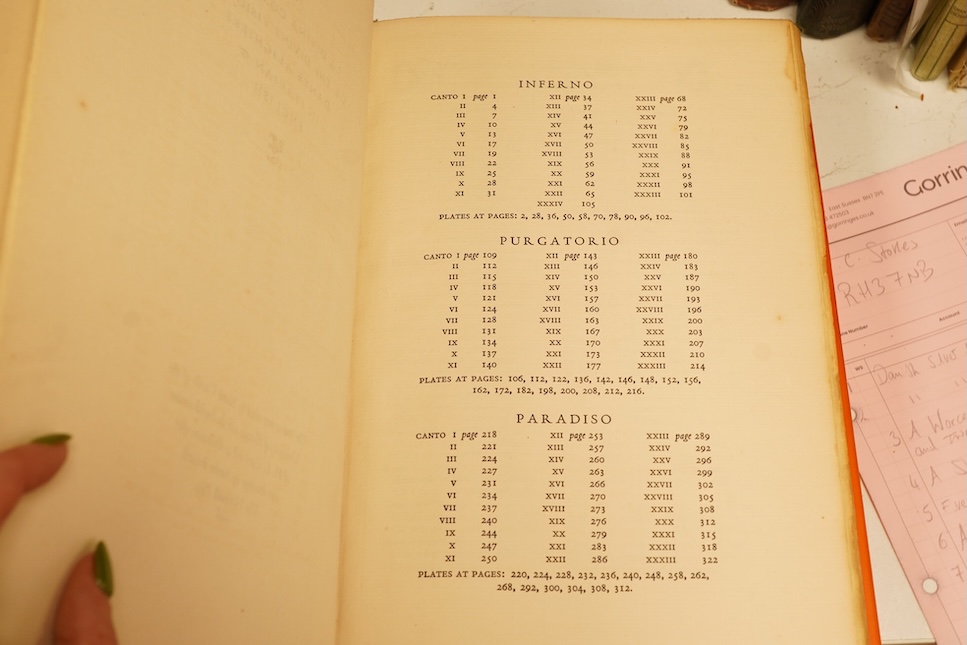 INFERNO
CANTO I page 1 XII page 34 XXIII page 68
II 4 XIII 37 XXIV 72
III 7 XIV 41 XXV 75
IV 10 XV 44 XXVI 79
V 13 XVI 47 XXVII 82
VI 17 XVII 50 XXVIII 85
VII 19 XVIII 53 XXIX 88
VIII 22 XIX 56 XXX 91
IX 25 XX 59 XXXI 95
X 28 XXI 62 XXXII 98
XI 31 XXII 65 XXXIII 101
XXXIV 105
PLATES AT PAGES: 2, 28, 36, 50, 58, 70, 78, 90, 96, 102.
PURGATORIO
CANTO I page 109 XII page 143 XXIII page 180
II 112 XIII 146 XXIV 183
III 115 XIV 150 XXV 187
IV 118 XV 153 XXVI 190
V 121 XVI 157 XXVII 193
VI 124 XVII 160 XXVIII 196
VII 128 XVIII 163 XXIX 200
VIII 131 XIX 167 XXX 203
IX 134 XX 170 XXXI 207
X 137 XXI 173 XXXII 210
XI 140 XXII 177 XXXIII 214
PLATES AT PAGES: 106, 112, 122, 136, 142, 146, 148, 152, 156,
162, 172, 182, 198, 200, 208, 212, 216.
PARADISO
CANTO I page 218 XII page 253 XXIII page 289
II 221 XIII 257 XXIV 292
III 224 XIV 260 XXV 296
IV 227 XV 263 XXVI 299
V 231 XVI 266 XXVII 302
VI 234 XVII 270 XXVIII 305
VII 237 XVIII 273 XXIX 308
VIII 240 XIX 276 XXX 312
IX 244 XX 279 XXXI 315
X 247 XXI 283 XXXII 318
XI 250 XXII 286 XXXIII 322
PLATES AT PAGES: 220, 224, 228, 232, 236, 240, 248, 258, 262,
268, 292, 300, 304, 308, 312.
Gorrin
East Sussex BN7
C. Stones
RH3 7NB
Account
3 A
4 A
5
6 A
7